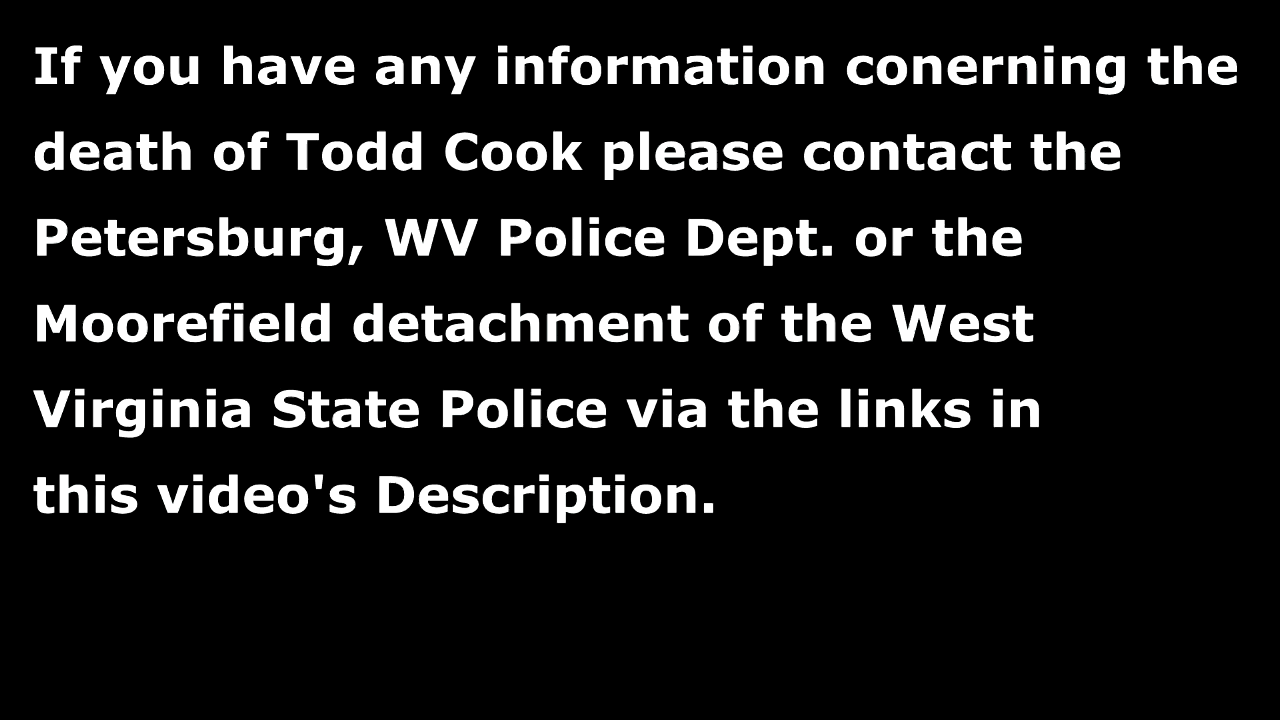 If you have any information conerning the
death of Todd Cook please contact the
Petersburg, WV Police Dept. or the
Moorefield detachment of the West
Virginia State Police via the links in
this video's Description.